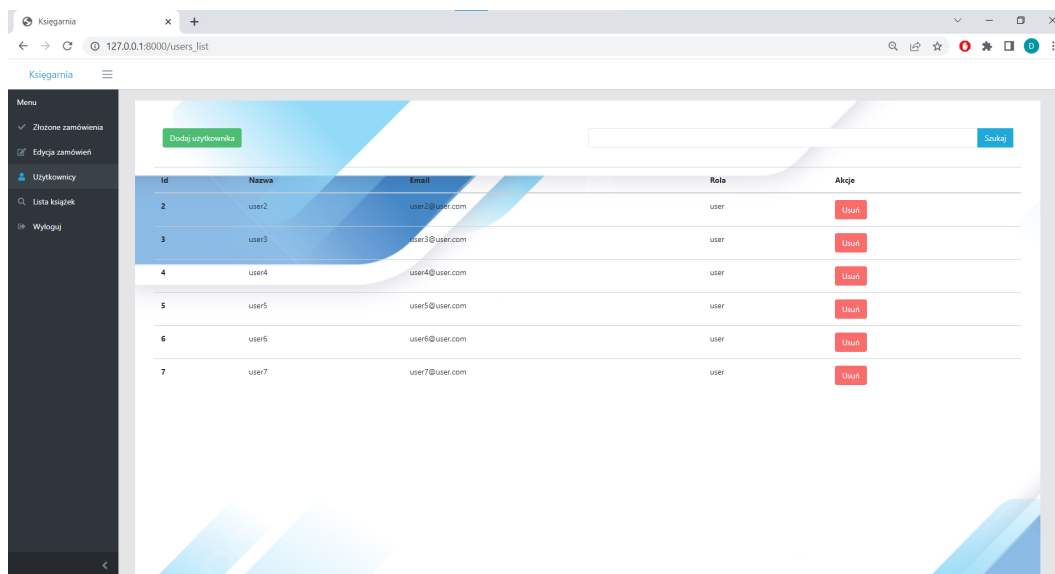 Księgarnia
127.0.0.1:8000/users_list
D
Księgarnia
Menu
Złożone zamówienia
Edycja zamówień
Użytkownicy
Lista książek
Wyloguj
Dodaj użytkownika
Szukaj
Id Nazwa Email Rola Akcje
2 user2 user2@user.com user Usuń
3 user3 user3@user.com user Usuń
4 user4 user4@user.com user Usuń
5 user5 user5@user.com user Usuń
6 user6 user6@user.com user Usuń
7 user7 user7@user.com user Usuń